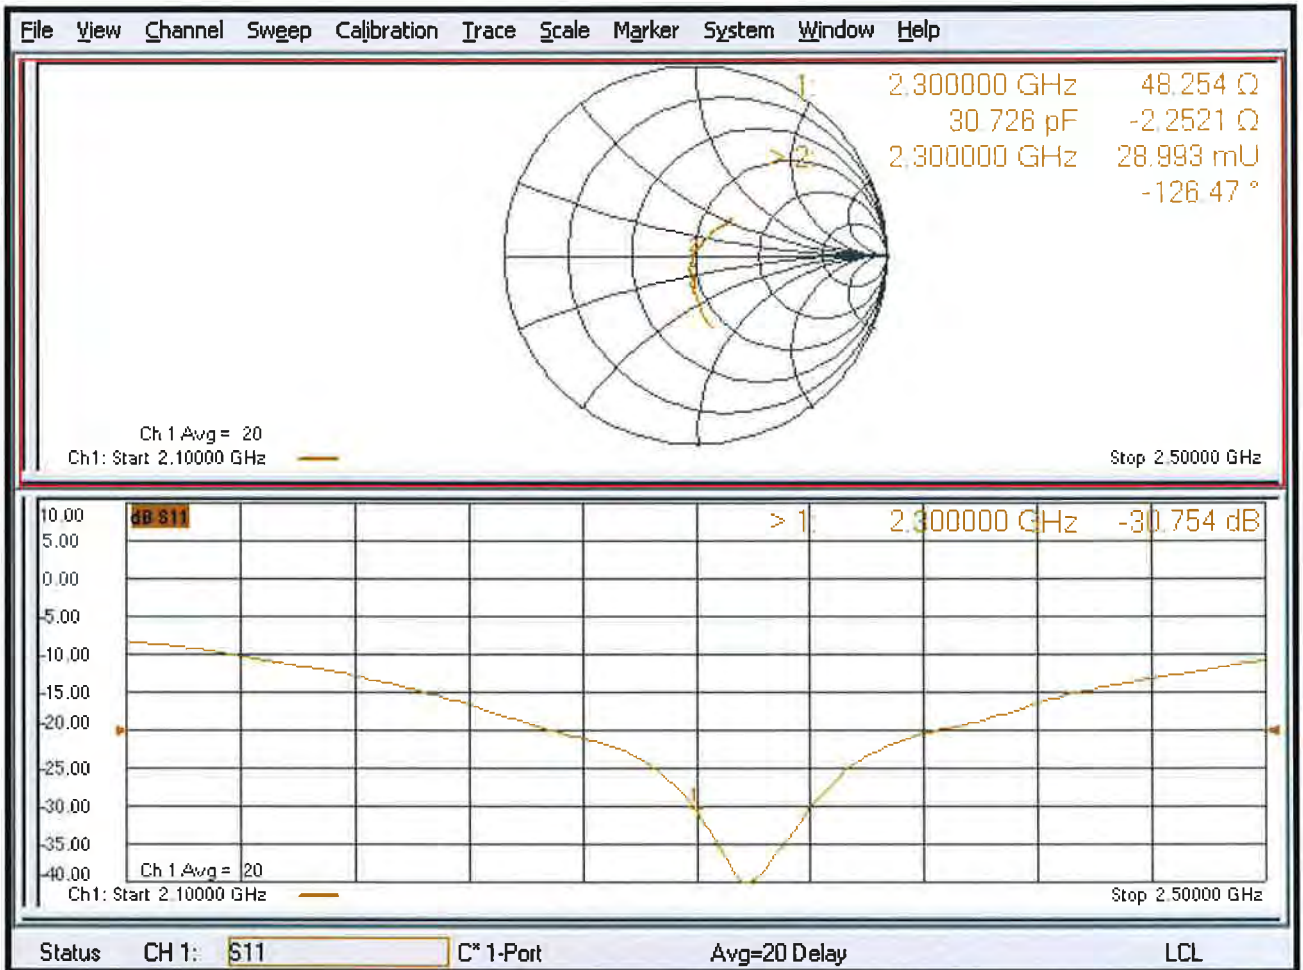 File View Channel Sweep Calibration Trace Scale Marker System Window Help
1: 2.300000 GHz 48.254 Ω
30.726 pF -2.2521 Ω
> 2: 2.300000 GHz 28.993 mU
-126.47 °
Ch 1 Avg = 20
Ch1: Start 2.10000 GHz
Stop 2.50000 GHz
10.00
dB S11
> 1: 2.300000 GHz -30.754 dB
5.00
0.00
-5.00
-10.00
-15.00
-20.00
-25.00
-30.00
1
-35.00
-40.00
Ch 1 Avg = 20
Ch1: Start 2.10000 GHz
Stop 2.50000 GHz
Status CH 1: S11 C* 1-Port Avg=20 Delay LCL